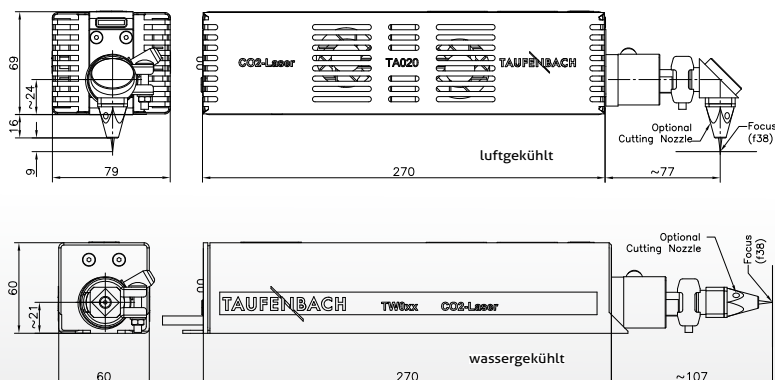 69
~24
16
9
79
CO2-Laser
TA020
TAUFENBACH
luftgekühlt
270
Optional
Cutting Nozzle
Focus
(f38)
~77
60
~21
60
TAUFENBACH
TW0xx
CO2-Laser
wassergekühlt
270
Optional
Cutting Nozzle
Focus
(f38)
~107